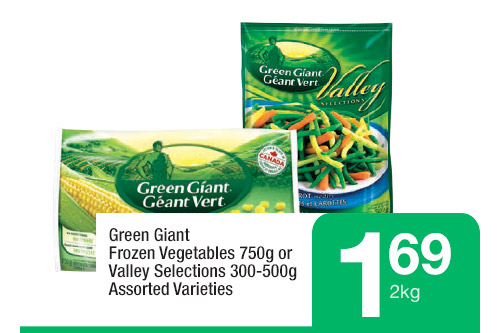 Green Giant
Géant Vert
Valley
SELECTIONS
Green Giant
Géant Vert
CANADA
Green Giant
Frozen Vegetables 750g or
Valley Selections 300-500g
Assorted Varieties
1 69
2kg